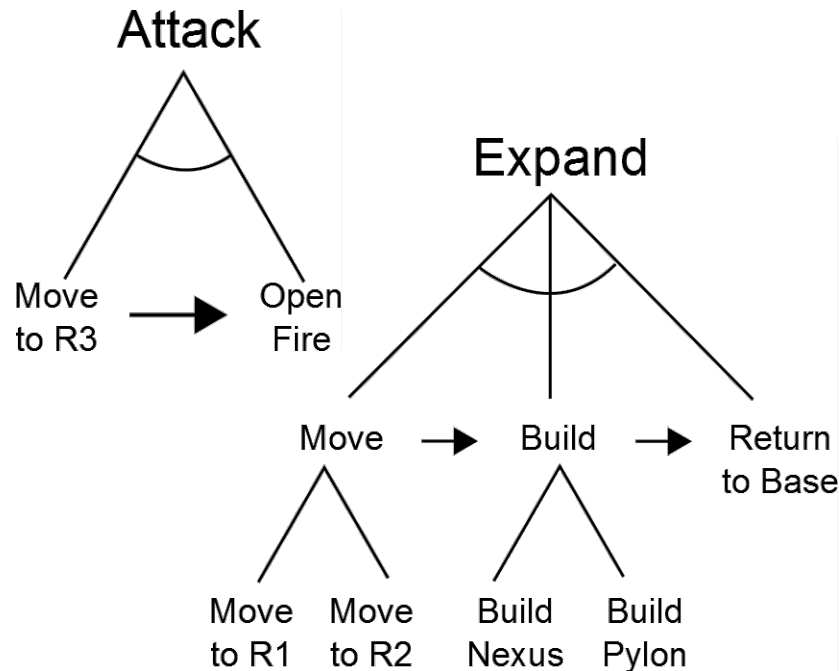 Attack
Expand
Move
to R3
Open
Fire
Move
Build
Return
to Base
Move
to R1
Move
to R2
Build
Nexus
Build
Pylon